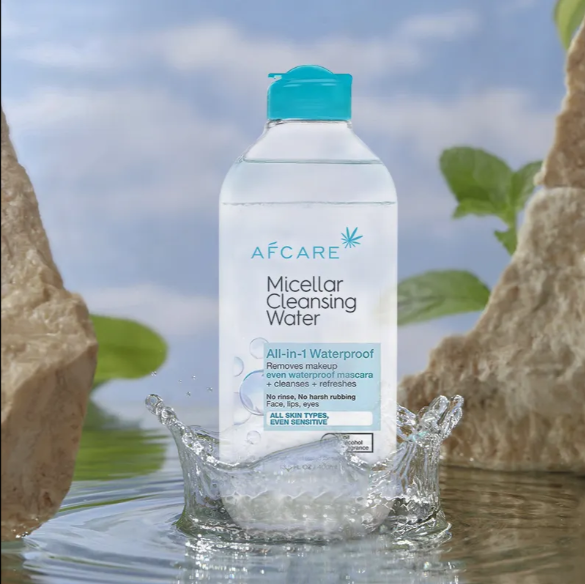 AFCARE
Micellar
Cleansing
Water
All-in-1 Waterproof
Removes makeup
even waterproof mascara
+ cleanses + refreshes
No rinse, No harsh rubbing
Face, lips, eyes
ALL SKIN TYPES,
EVEN SENSITIVE